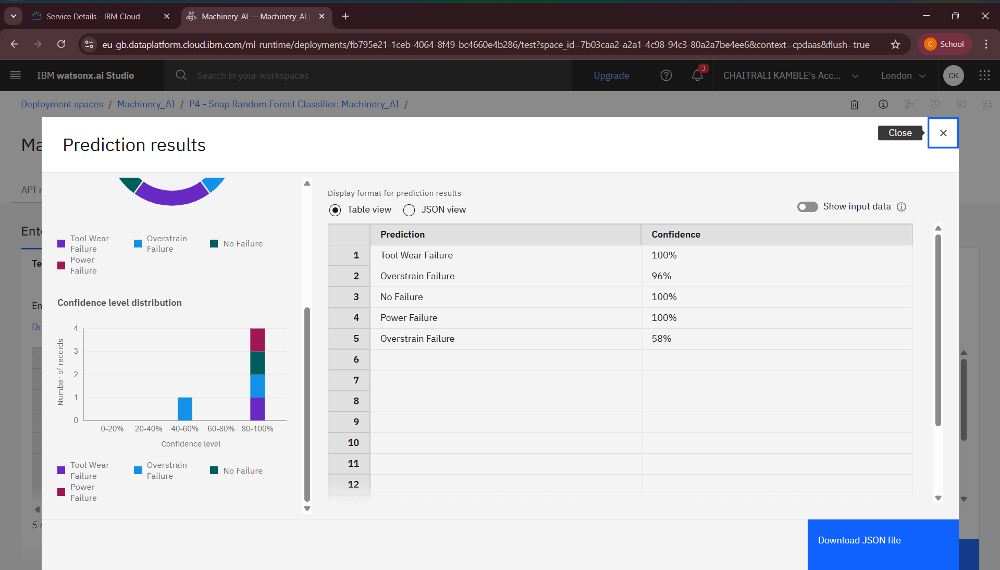 Service Details - IBM Cloud
Machinery_AI — Machinery_AI |
eu-gb.dataplatform.cloud.ibm.com/ml-runtime/deployments/fb795e21-1ceb-4064-8f49-bc4660e4b286/test?space_id=7b03caa2-a2a1-4c98-94c3-80a2a7be4ee6&context=cpdaas&flush=true
C School
IBM watsonx.ai Studio
Search in your workspaces
Upgrade
3
CHAITRALI KAMBLE's Acc...
London
CK
Deployment spaces / Machinery_AI / P4 - Snap Random Forest Classifier: Machinery_AI /
Ma
API r
Ente
Te
En
Do
5 r
Prediction results
Close
Tool Wear Failure
Overstrain Failure
No Failure
Power Failure
Confidence level distribution
Number of records
4
3
2
1
0
0-20% 20-40% 40-60% 60-80% 80-100%
Confidence level
Tool Wear Failure
Overstrain Failure
No Failure
Power Failure
Display format for prediction results
Table view JSON view
Show input data
Prediction Confidence
1 Tool Wear Failure 100%
2 Overstrain Failure 96%
3 No Failure 100%
4 Power Failure 100%
5 Overstrain Failure 58%
6
7
8
9
10
11
12
Download JSON file